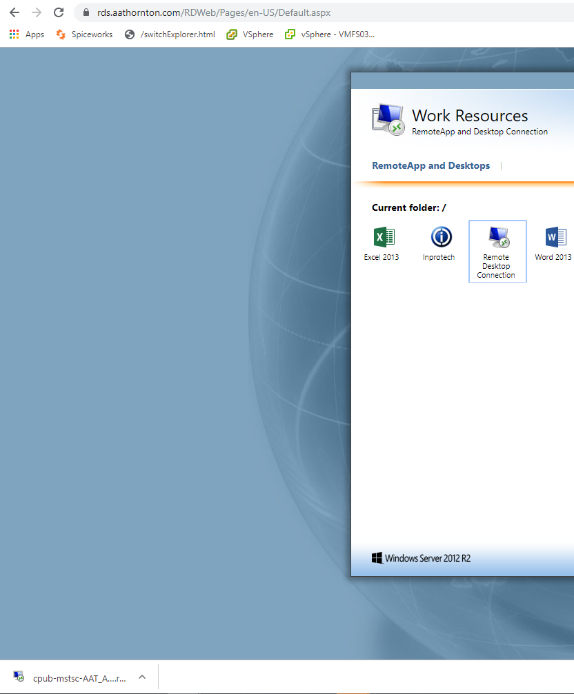 rds.aathornton.com/RDWeb/Pages/en-US/Default.aspx
Apps Spiceworks /switchExplorer.html VSphere vSphere - VMFS03...
Work Resources
RemoteApp and Desktop Connection
RemoteApp and Desktops
Current folder: /
Excel 2013
Inprotech
Remote
Desktop
Connection
Word 2013
Windows Server 2012 R2
cpub-mstsc-AAT_A....r...